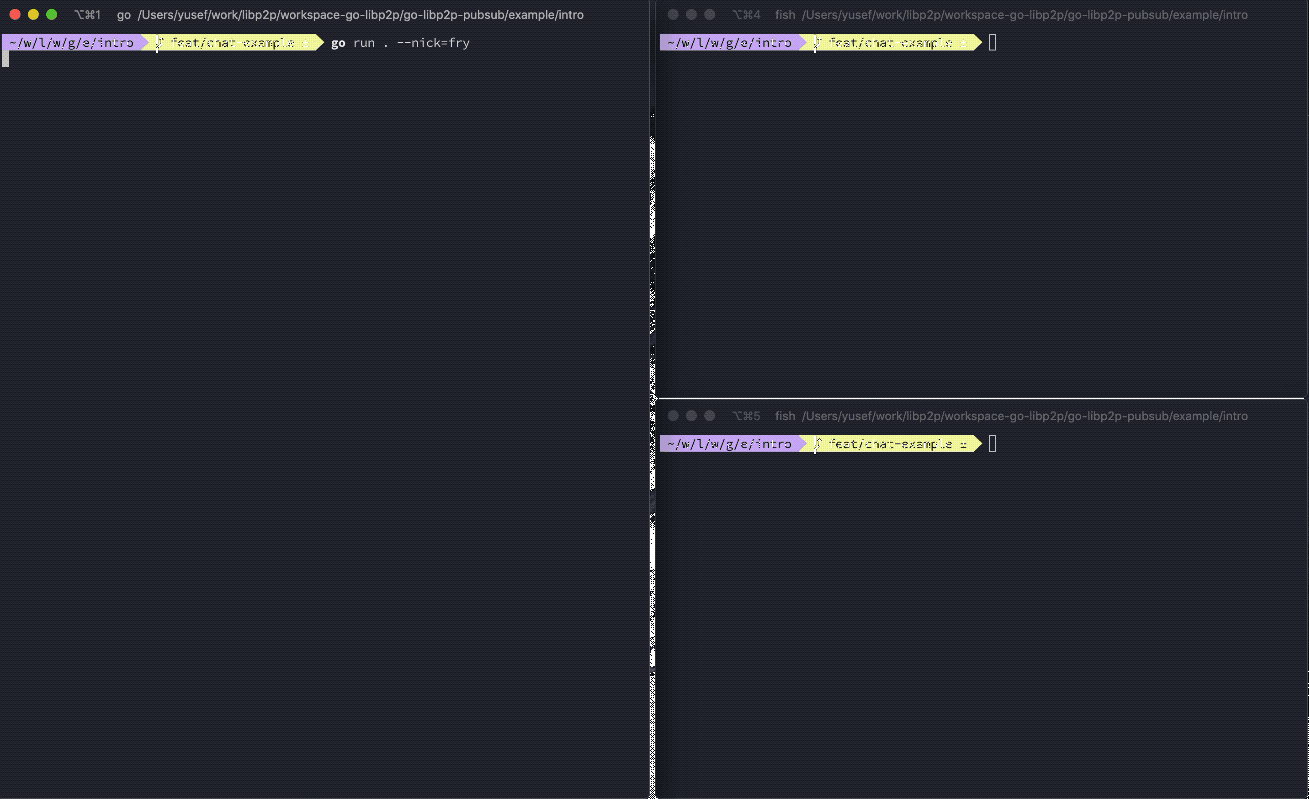 ⌥⌘1 go /Users/yusef/work/libp2p/workspace-go-libp2p/go-libp2p-pubsub/example/intro
~/w/l/w/g/e/intro feat/chat-example go run . --nick=fry
⌥⌘4 fish /Users/yusef/work/libp2p/workspace-go-libp2p/go-libp2p-pubsub/example/intro
~/w/l/w/g/e/intro feat/chat-example
⌥⌘5 fish /Users/yusef/work/libp2p/workspace-go-libp2p/go-libp2p-pubsub/example/intro
~/w/l/w/g/e/intro feat/chat-example